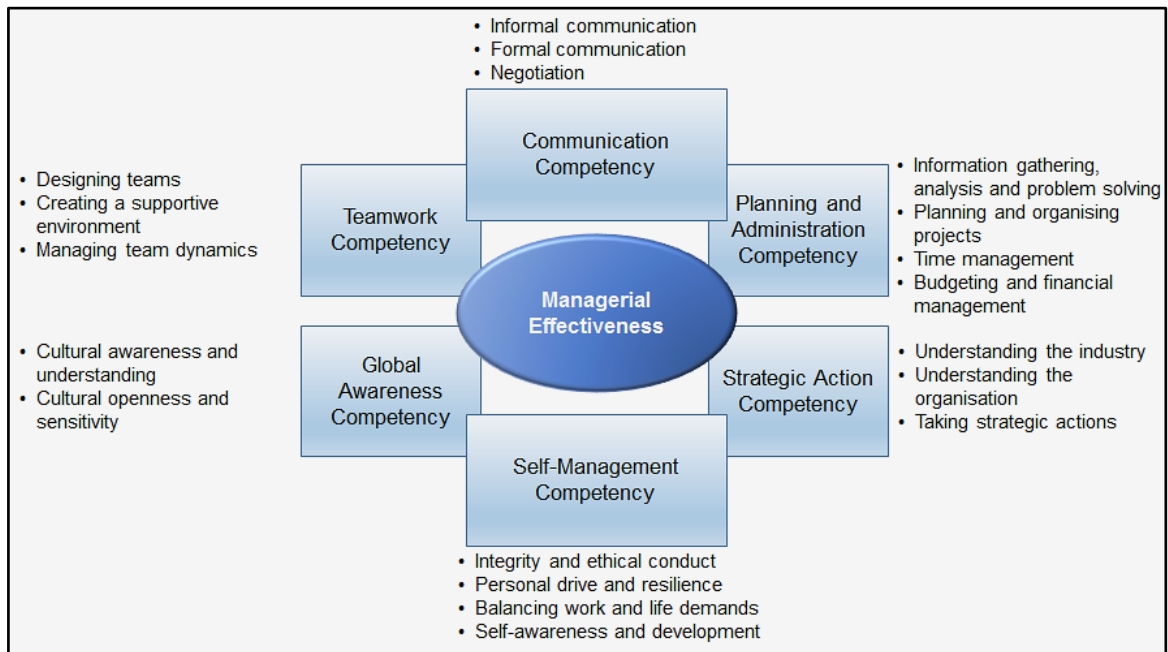 • Informal communication
• Formal communication
• Negotiation
Communication
Competency
• Designing teams
• Creating a supportive
environment
• Managing team dynamics
Teamwork
Competency
Planning and
Administration
Competency
• Information gathering,
analysis and problem solving
• Planning and organising
projects
• Time management
• Budgeting and financial
management
Managerial
Effectiveness
• Cultural awareness and
understanding
• Cultural openness and
sensitivity
Global
Awareness
Competency
Strategic Action
Competency
• Understanding the industry
• Understanding the
organisation
• Taking strategic actions
Self-Management
Competency
• Integrity and ethical conduct
• Personal drive and resilience
• Balancing work and life demands
• Self-awareness and development